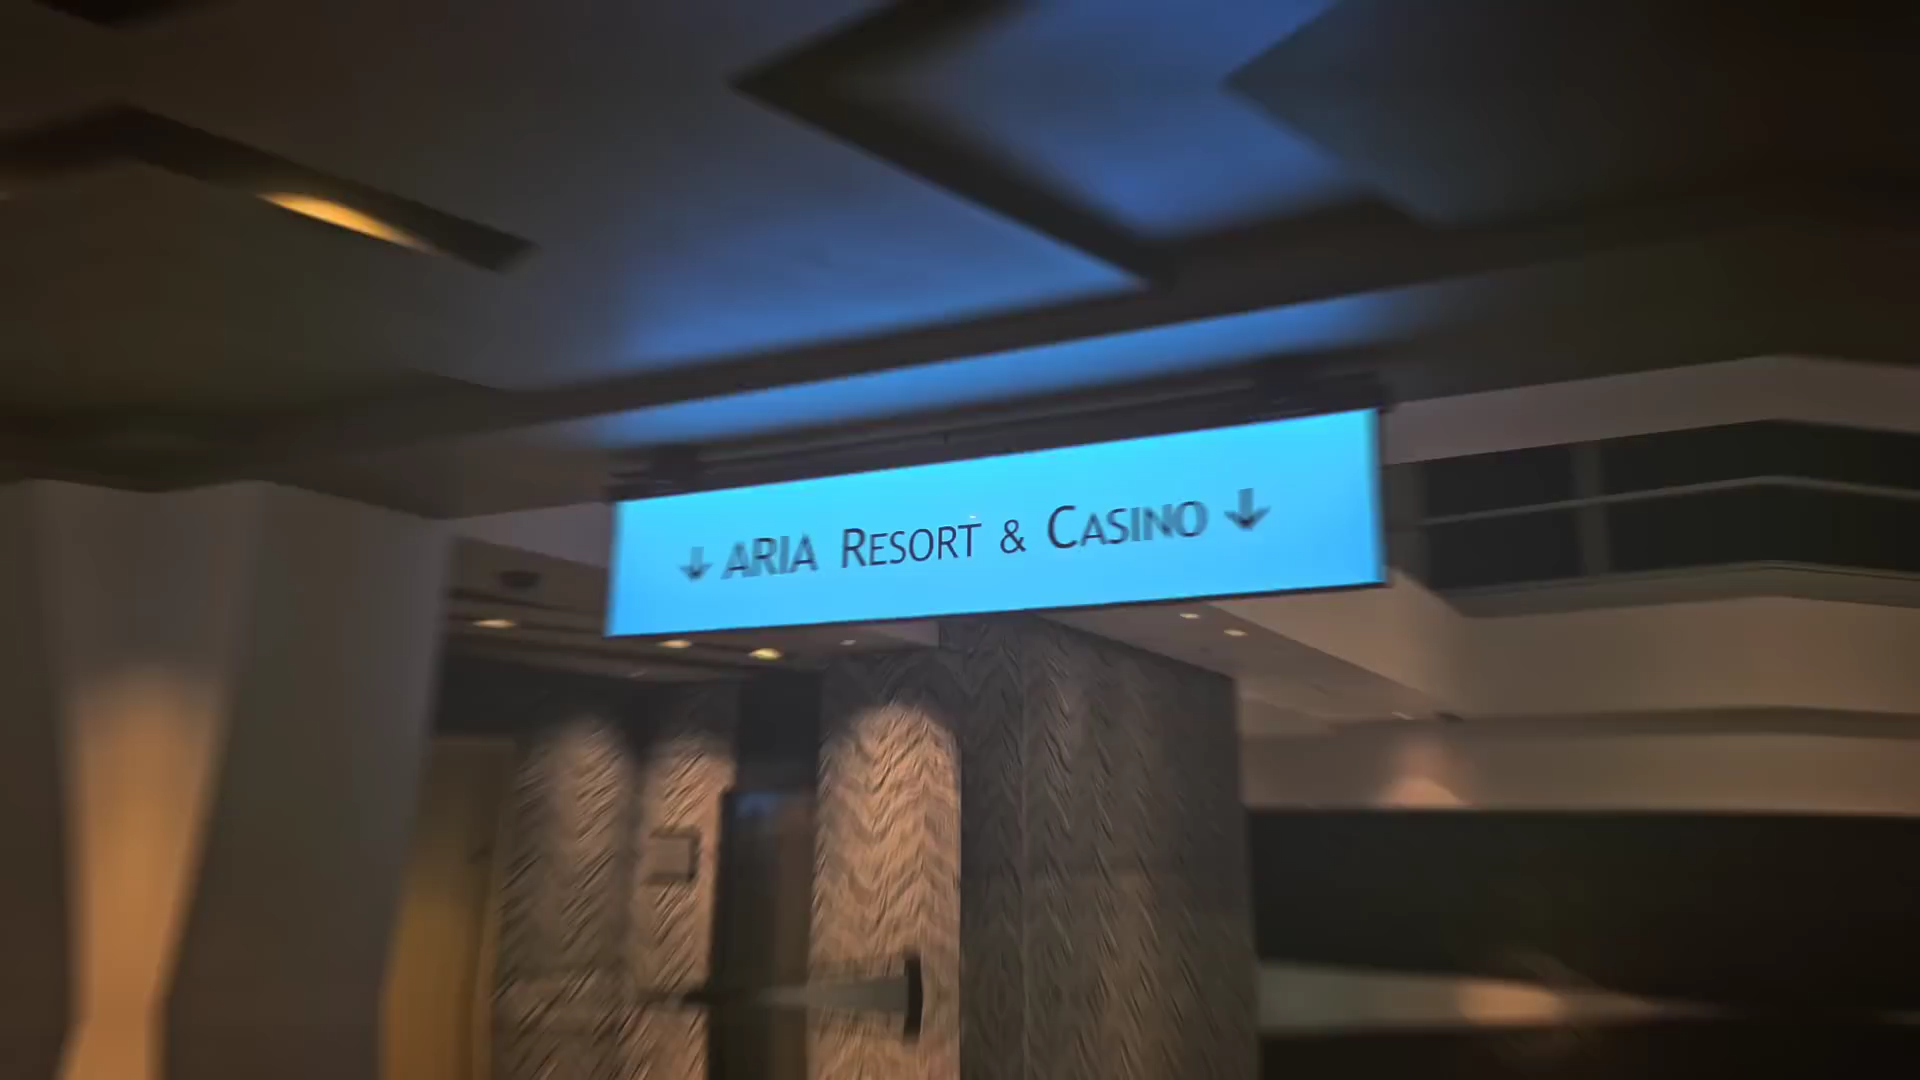 ↓ ARIA RESORT & CASINO ↓